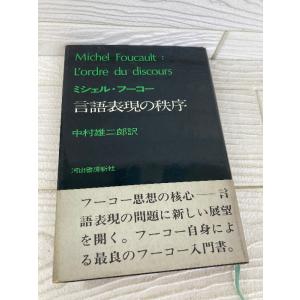 Michel Foucault :
L'ordre du discours
ミシェル・フーコー
言語表現の秩序
中村雄二郎訳
河出書房新社
フーコー思想の核心――言
語表現の問題に新しい展望
を開く。フーコー自身によ
る最良のフーコー入門書。